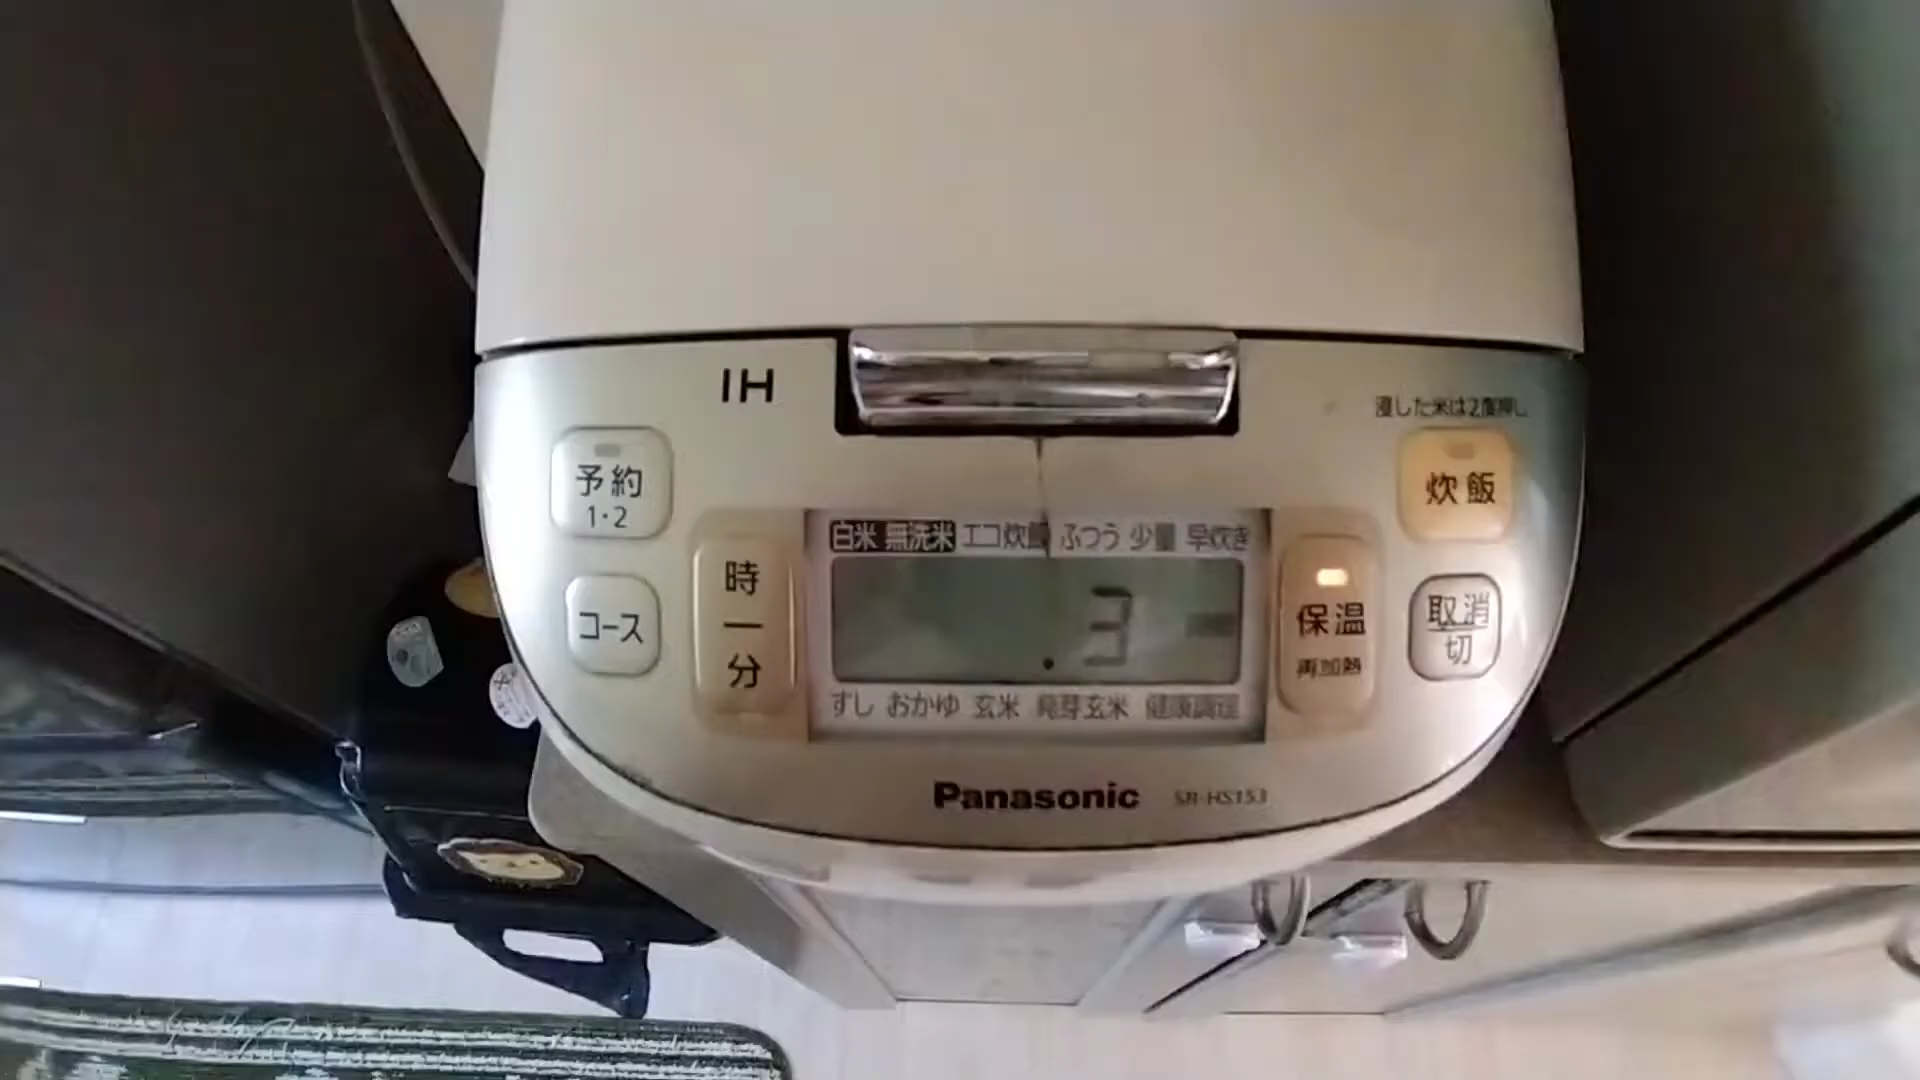 IH
浸した米は2度押し
予約
1・2
炊飯
白米 無洗米 エコ炊飯 ふつう 少量 早炊き
時
分
3
保温
再加熱
コース
取消
切
すし おかゆ 玄米 発芽玄米 健康調理
Panasonic SR-HS153